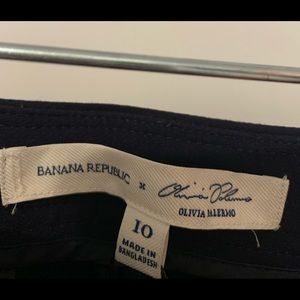 BANANA REPUBLIC x Olivia Palermo
OLIVIA PALERMO
10
MADE IN
BANGLADESH